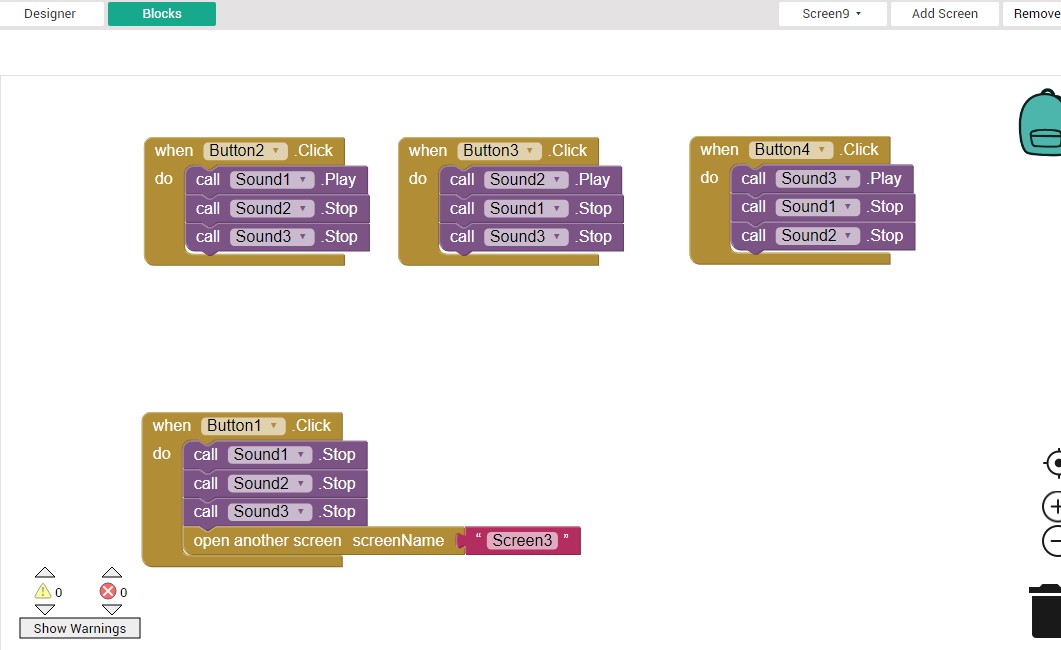 Designer Blocks Screen9 Add Screen Remove
when Button2 .Click
do call Sound1 .Play
call Sound2 .Stop
call Sound3 .Stop
when Button3 .Click
do call Sound2 .Play
call Sound1 .Stop
call Sound3 .Stop
when Button4 .Click
do call Sound3 .Play
call Sound1 .Stop
call Sound2 .Stop
when Button1 .Click
do call Sound1 .Stop
call Sound2 .Stop
call Sound3 .Stop
open another screen screenName “ Screen3 ”
0 0
Show Warnings